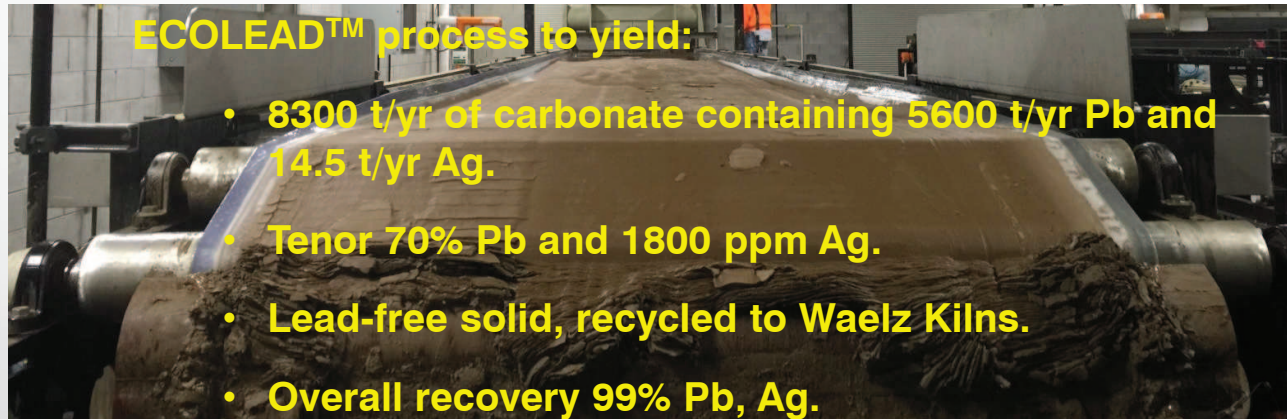 ECOLEAD™ process to yield:
• 8300 t/yr of carbonate containing 5600 t/yr Pb and
14.5 t/yr Ag.
• Tenor 70% Pb and 1800 ppm Ag.
• Lead-free solid, recycled to Waelz Kilns.
• Overall recovery 99% Pb, Ag.